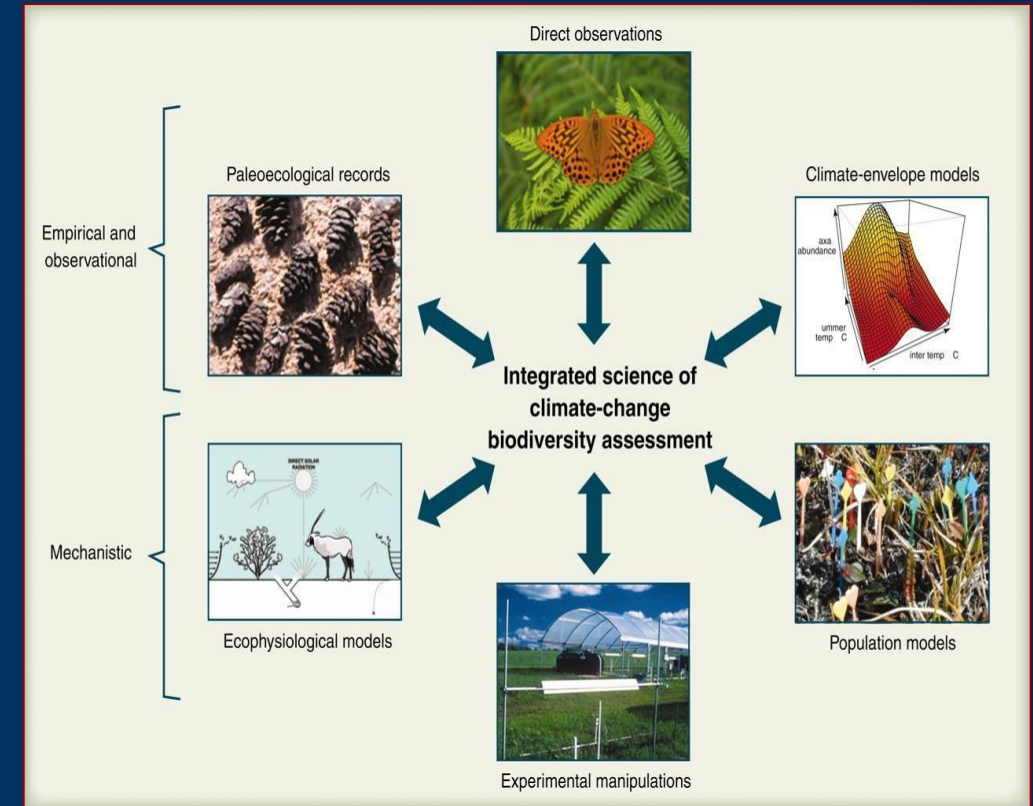 Direct observations
Paleoecological records
Climate-envelope models
Empirical and
observational
axa
abundance
ummer
temp C
inter temp C
Integrated science of
climate-change
biodiversity assessment
DIRECT SOLAR
RADIATION
Mechanistic
Ecophysiological models
Population models
Experimental manipulations